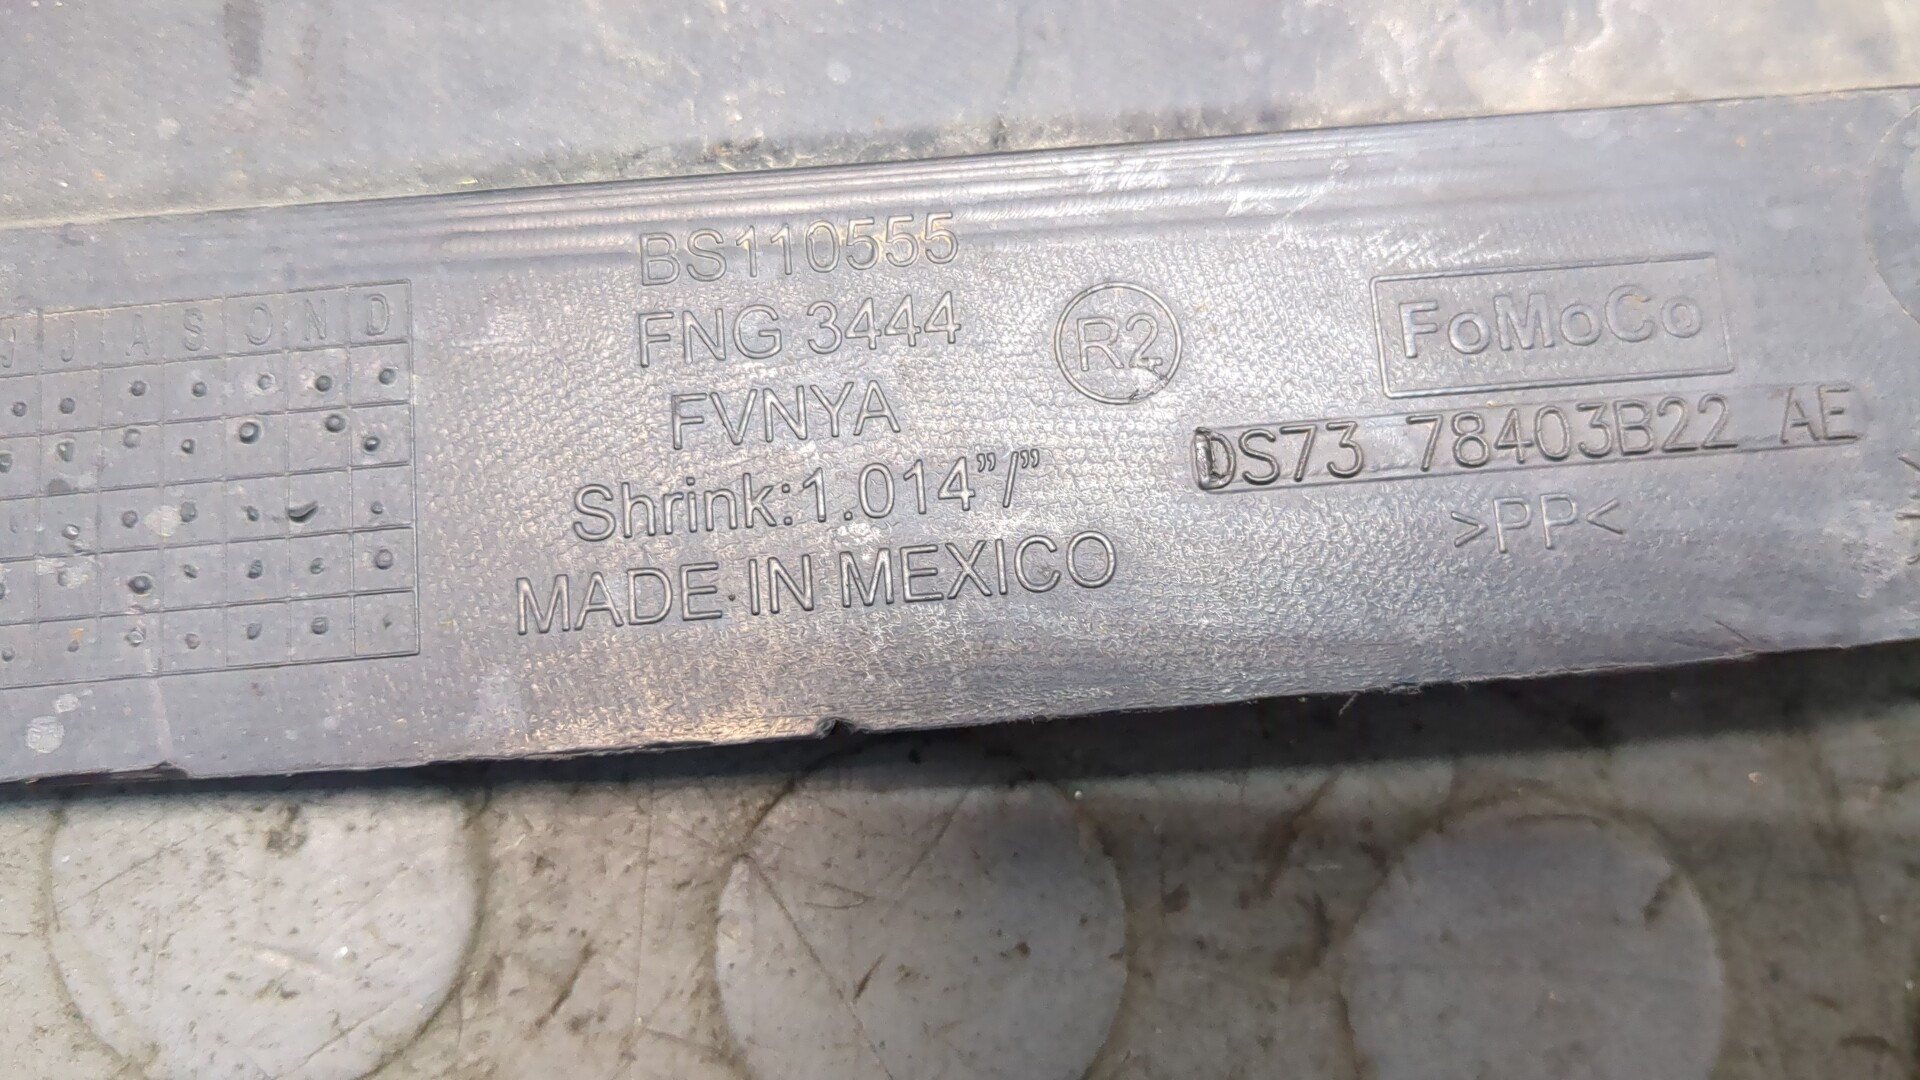 J J A S O N D
BS110555
FNG 3444
FVNYA
Shrink:1.014”/”
MADE IN MEXICO
R2
FoMoCo
DS73 78403B22 AE
>PP<